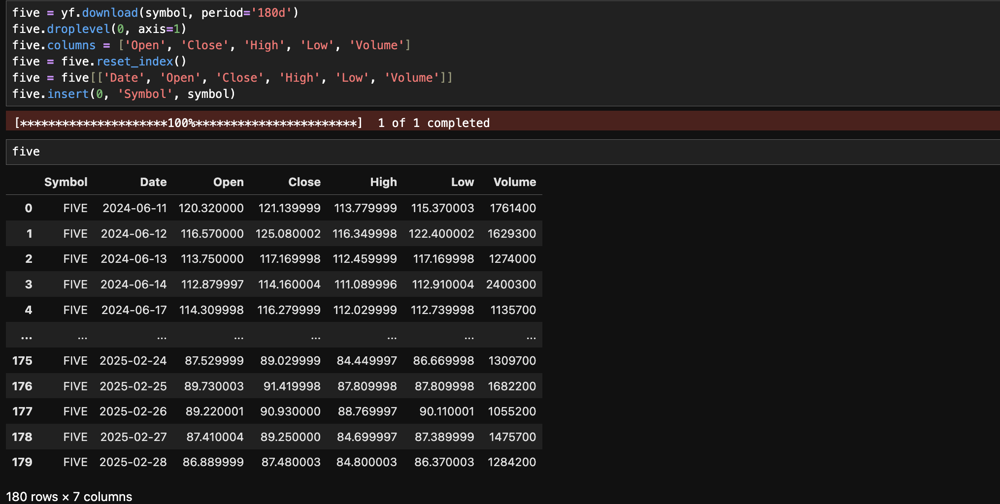 five = yf.download(symbol, period='180d')
five.droplevel(0, axis=1)
five.columns = ['Open', 'Close', 'High', 'Low', 'Volume']
five = five.reset_index()
five = five[['Date', 'Open', 'Close', 'High', 'Low', 'Volume']]
five.insert(0, 'Symbol', symbol)
[*********************100%***********************]  1 of 1 completed
five
Symbol Date Open Close High Low Volume
0 FIVE 2024-06-11 120.320000 121.139999 113.779999 115.370003 1761400
1 FIVE 2024-06-12 116.570000 125.080002 116.349998 122.400002 1629300
2 FIVE 2024-06-13 113.750000 117.169998 112.459999 117.169998 1274000
3 FIVE 2024-06-14 112.879997 114.160004 111.089996 112.910004 2400300
4 FIVE 2024-06-17 114.309998 116.279999 112.029999 112.739998 1135700
... ... ... ... ... ... ... ...
175 FIVE 2025-02-24 87.529999 89.029999 84.449997 86.669998 1309700
176 FIVE 2025-02-25 89.730003 91.419998 87.809998 87.809998 1682200
177 FIVE 2025-02-26 89.220001 90.930000 88.769997 90.110001 1055200
178 FIVE 2025-02-27 87.410004 89.250000 84.699997 87.389999 1475700
179 FIVE 2025-02-28 86.889999 87.480003 84.800003 86.370003 1284200
180 rows × 7 columns